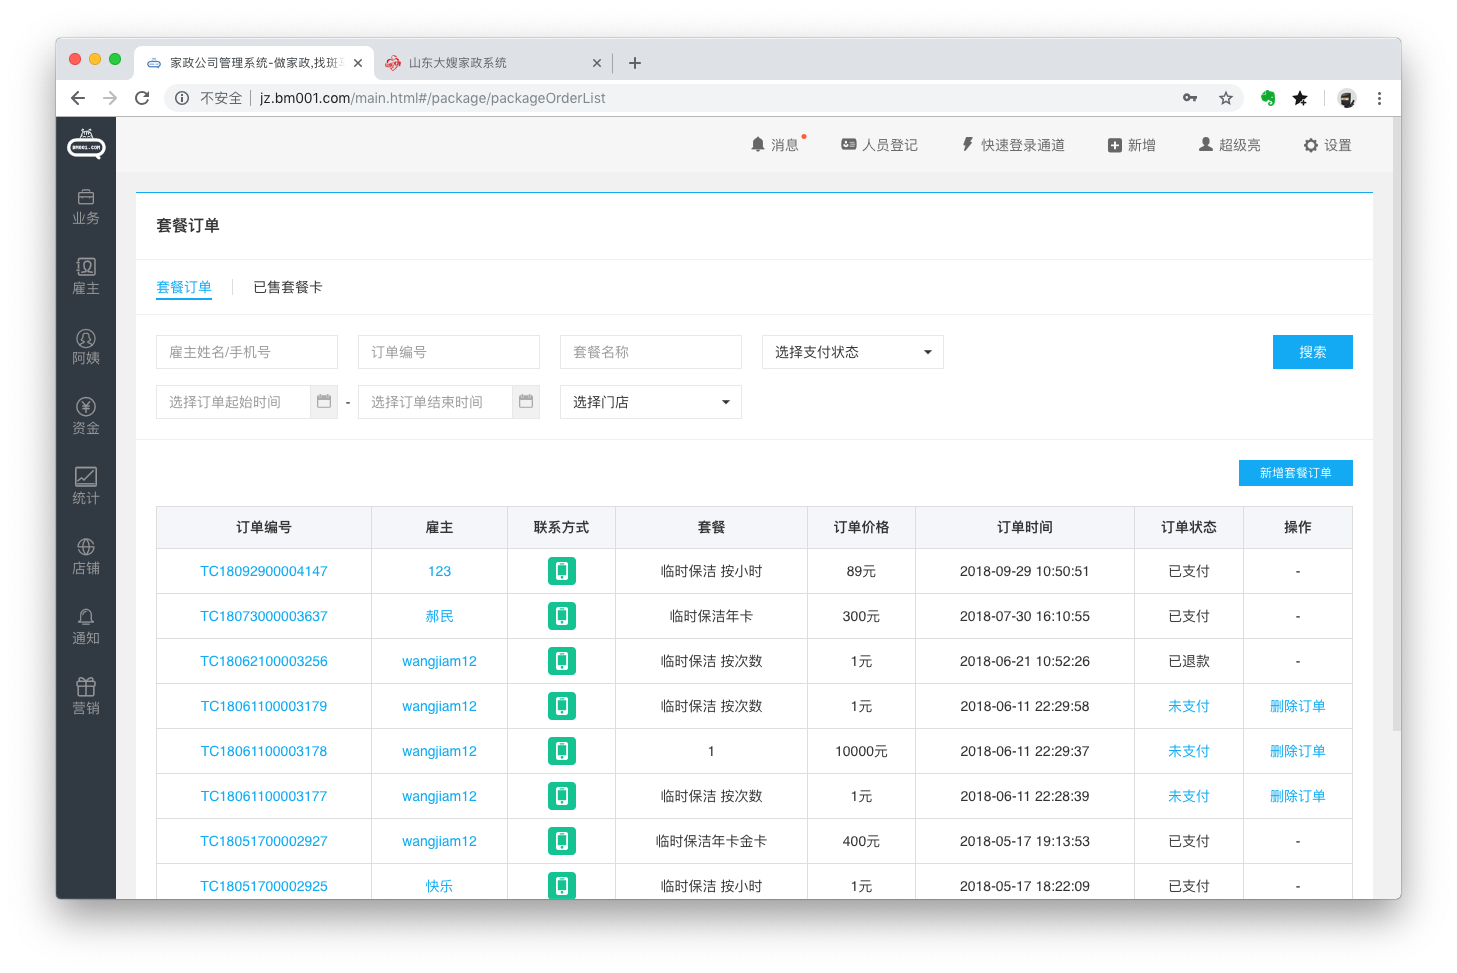 家政公司管理系统-做家政,找斑
山东大嫂家政系统
不安全 jz.bm001.com/main.html#/package/packageOrderList
BM001.COM
消息 人员登记 快速登录通道 新增 超级亮 设置
业务
雇主
阿姨
资金
统计
店铺
通知
营销
套餐订单
套餐订单 已售套餐卡
雇主姓名/手机号 订单编号 套餐名称 选择支付状态 搜索
选择订单起始时间 - 选择订单结束时间 选择门店
新增套餐订单
订单编号 雇主 联系方式 套餐 订单价格 订单时间 订单状态 操作
TC18092900004147 123 临时保洁 按小时 89元 2018-09-29 10:50:51 已支付 -
TC18073000003637 郝民 临时保洁年卡 300元 2018-07-30 16:10:55 已支付 -
TC18062100003256 wangjiam12 临时保洁 按次数 1元 2018-06-21 10:52:26 已退款 -
TC18061100003179 wangjiam12 临时保洁 按次数 1元 2018-06-11 22:29:58 未支付 删除订单
TC18061100003178 wangjiam12 1 10000元 2018-06-11 22:29:37 未支付 删除订单
TC18061100003177 wangjiam12 临时保洁 按次数 1元 2018-06-11 22:28:39 未支付 删除订单
TC18051700002927 wangjiam12 临时保洁年卡金卡 400元 2018-05-17 19:13:53 已支付 -
TC18051700002925 快乐 临时保洁 按小时 1元 2018-05-17 18:22:09 已支付 -